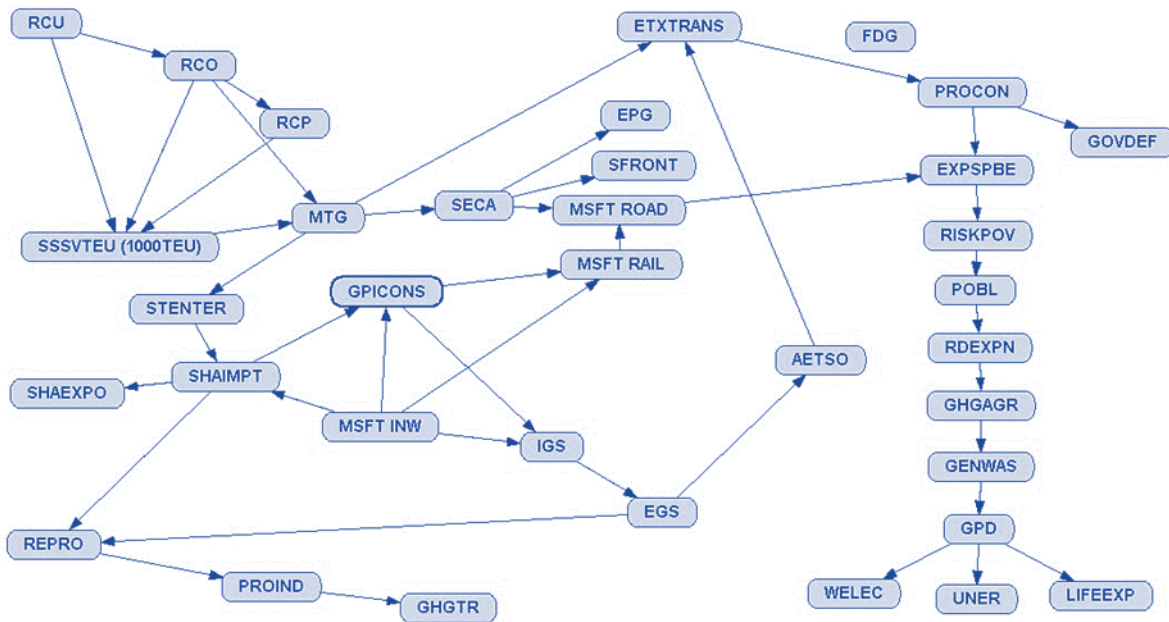 RCU
ETXTRANS
FDG
RCO
PROCON
RCP
EPG
GOVDEF
SFRONT
EXPSPBE
SECA
MSFT ROAD
MTG
SSSVTEU (1000TEU)
RISKPOV
MSFT RAIL
GPICONS
POBL
STENTER
RDEXPN
AETSO
SHAIMPT
SHAEXPO
GHGAGR
MSFT INW
IGS
GENWAS
EGS
GPD
REPRO
PROIND
WELEC
UNER
LIFEEXP
GHGTR